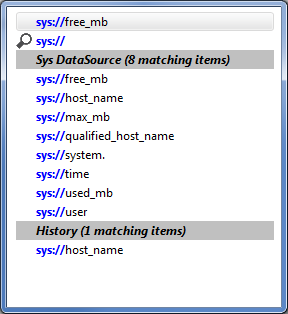 sys://free_mb
sys://
Sys DataSource (8 matching items)
sys://free_mb
sys://host_name
sys://max_mb
sys://qualified_host_name
sys://system.
sys://time
sys://used_mb
sys://user
History (1 matching items)
sys://host_name